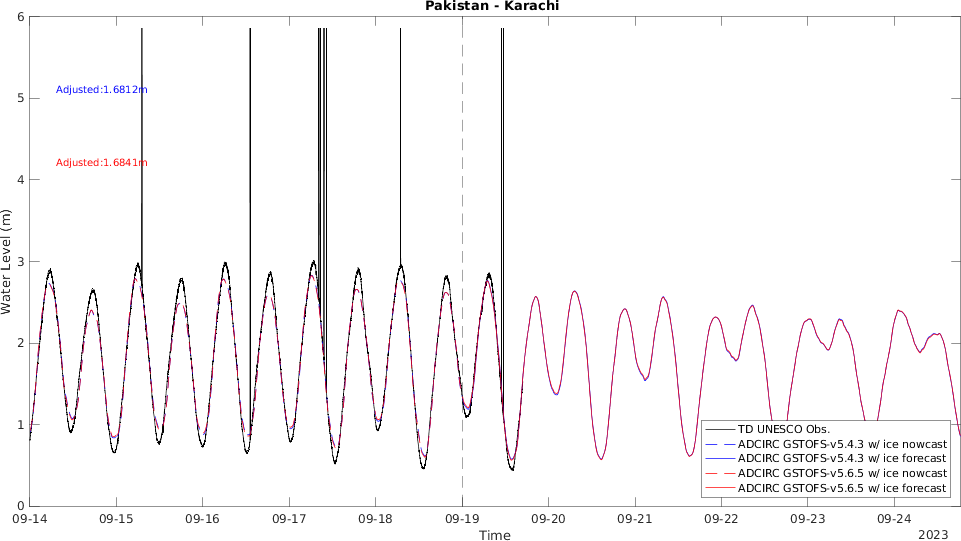 Pakistan - Karachi
6
5
4
3
2
1
0
Water Level (m)
Adjusted:1.6812m
Adjusted:1.6841m
TD UNESCO Obs.
ADCIRC GSTOFS-v5.4.3 w/ ice nowcast
ADCIRC GSTOFS-v5.4.3 w/ ice forecast
ADCIRC GSTOFS-v5.6.5 w/ ice nowcast
ADCIRC GSTOFS-v5.6.5 w/ ice forecast
09-14 09-15 09-16 09-17 09-18 09-19 09-20 09-21 09-22 09-23 09-24
Time
2023